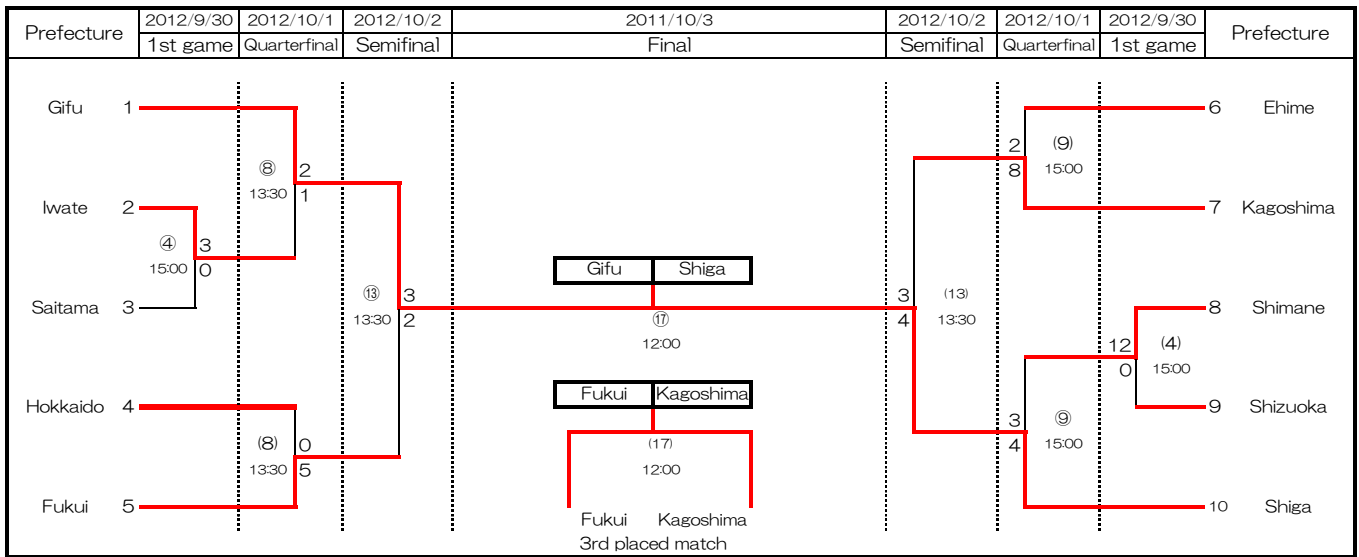 Prefecture 2012/9/30 2012/10/1 2012/10/2 2011/10/3 2012/10/2 2012/10/1 2012/9/30 Prefecture
1st game Quarterfinal Semifinal Final Semifinal Quarterfinal 1st game
Gifu 1 6 Ehime
⑧ 2 2 (9)
13:30 1 8 15:00
Iwate 2 7 Kagoshima
④ 3
15:00 0
Gifu Shiga
Saitama 3 8 Shimane
⑬ 3 3 (13)
13:30 2 4 13:30
⑰
12:00
12 (4)
0 15:00
Fukui Kagoshima
Hokkaido 4 9 Shizuoka
(8) 0 3 ⑨
13:30 5 4 15:00
(17)
12:00
Fukui 5 10 Shiga
Fukui Kagoshima
3rd placed match